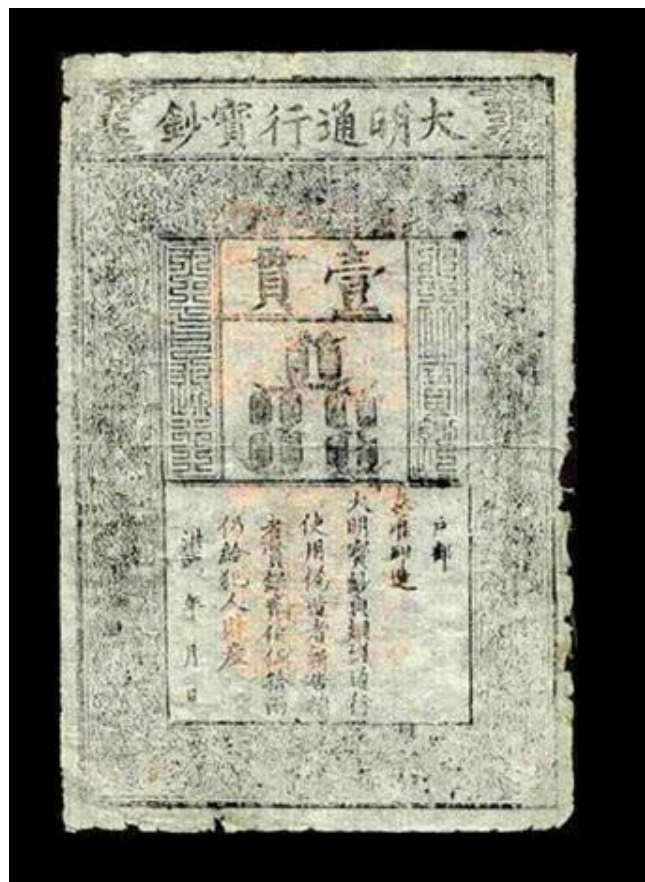 大明通行寶鈔
壹貫
戶部
奏准印造
大明寶鈔與銅錢通行
使用偽造者斬告捕
者賞銀貳佰伍拾兩
仍給犯人財產
洪武 年 月 日